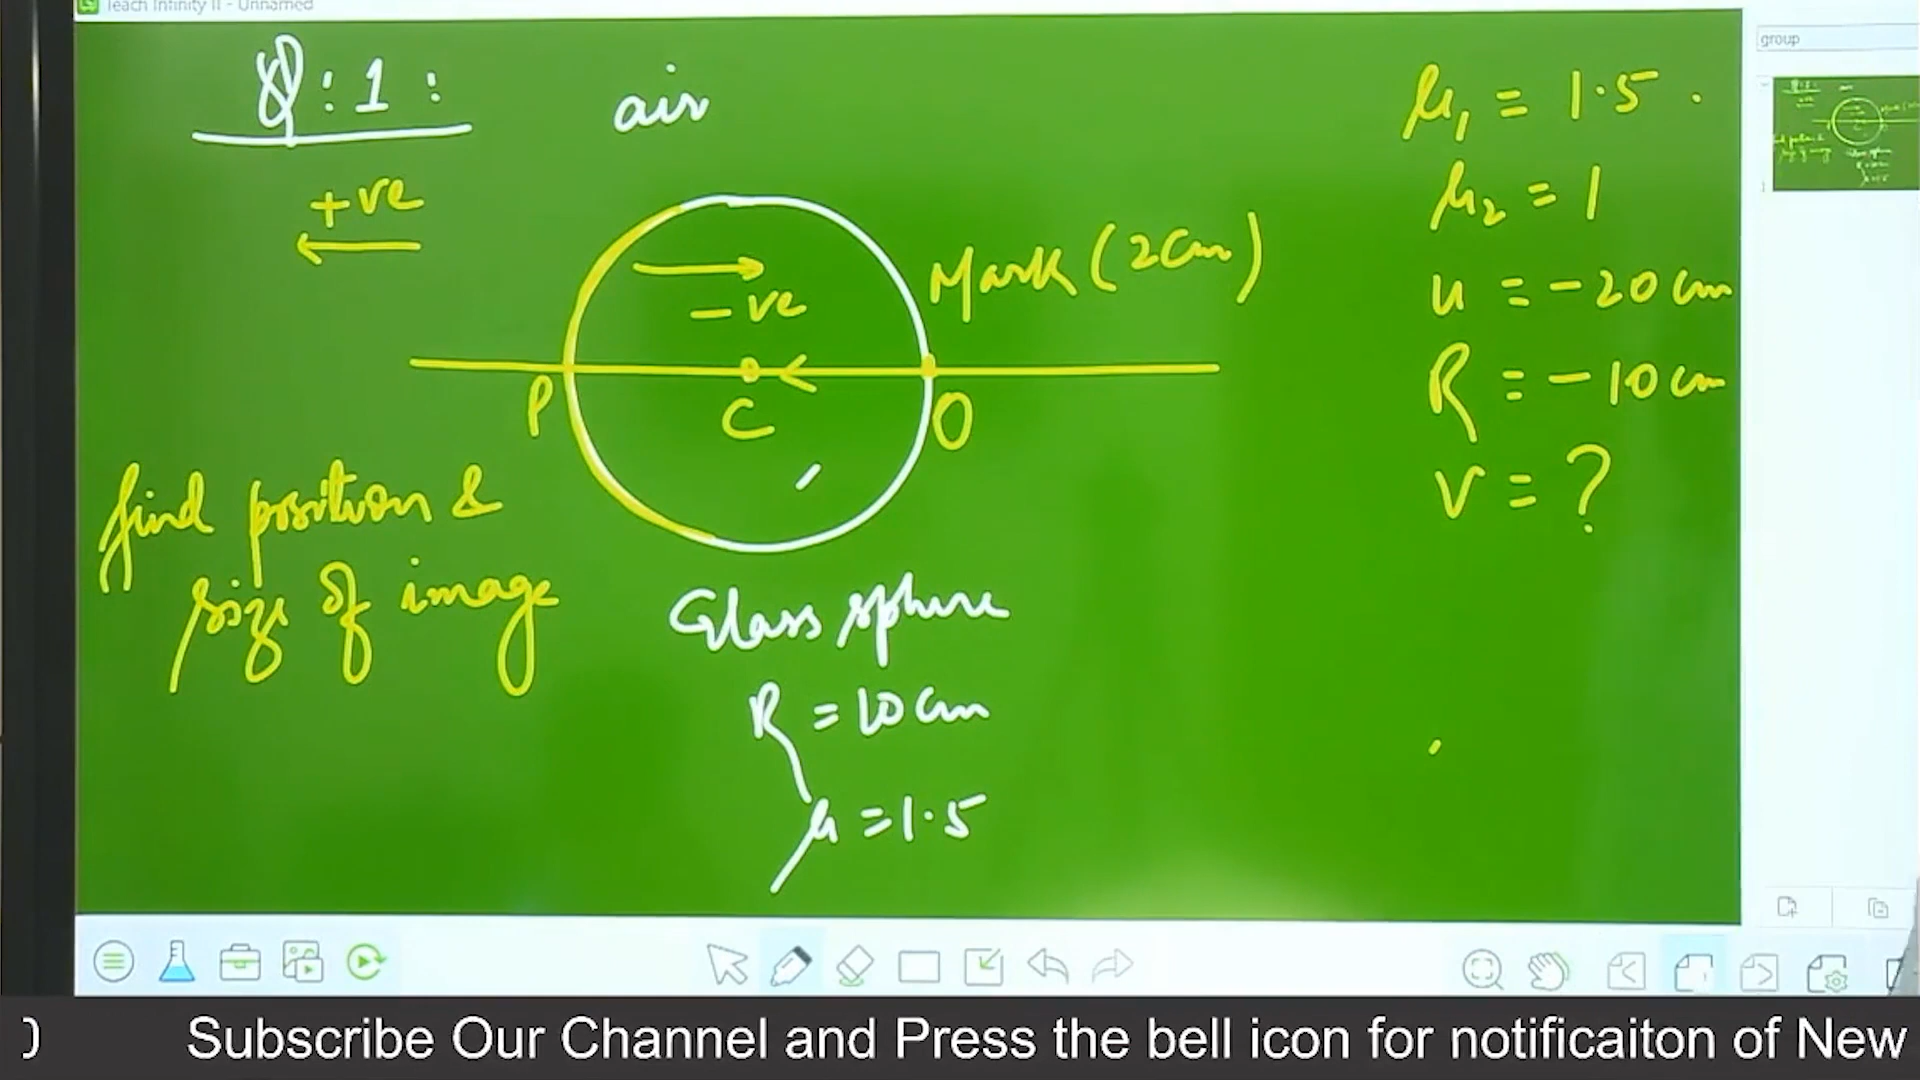 Teach Infinity II - Unnamed
group
Q:1:
air
+ve
-ve
Mark (2cm)
P
C
O
find position &
size of image
Glass sphere
R = 10 cm
μ = 1.5
μ₁ = 1.5 .
μ₂ = 1
u = -20 cm
R = -10 cm
v = ?
) Subscribe Our Channel and Press the bell icon for notificaiton of New